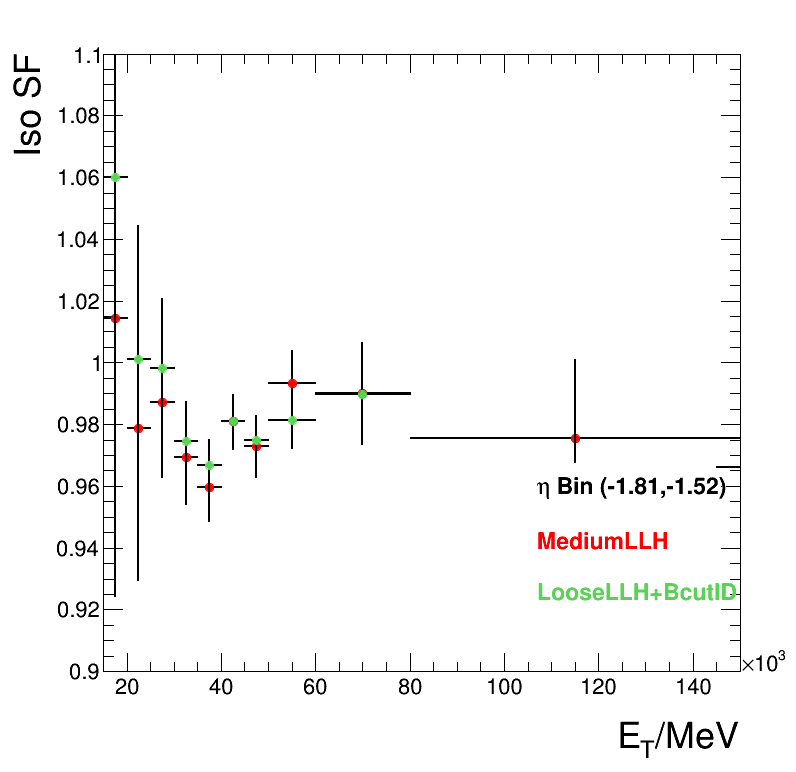 Iso SF
1.1
1.08
1.06
1.04
1.02
1
0.98
0.96
0.94
0.92
0.9
η Bin (-1.81,-1.52)
MediumLLH
LooseLLH+BcutID
20 40 60 80 100 120 140
×10³
E_T/MeV